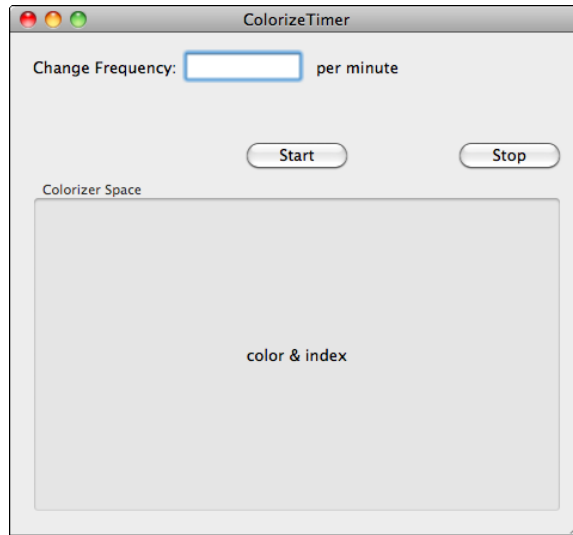 ColorizeTimer
Change Frequency: per minute
Start Stop
Colorizer Space
color & index